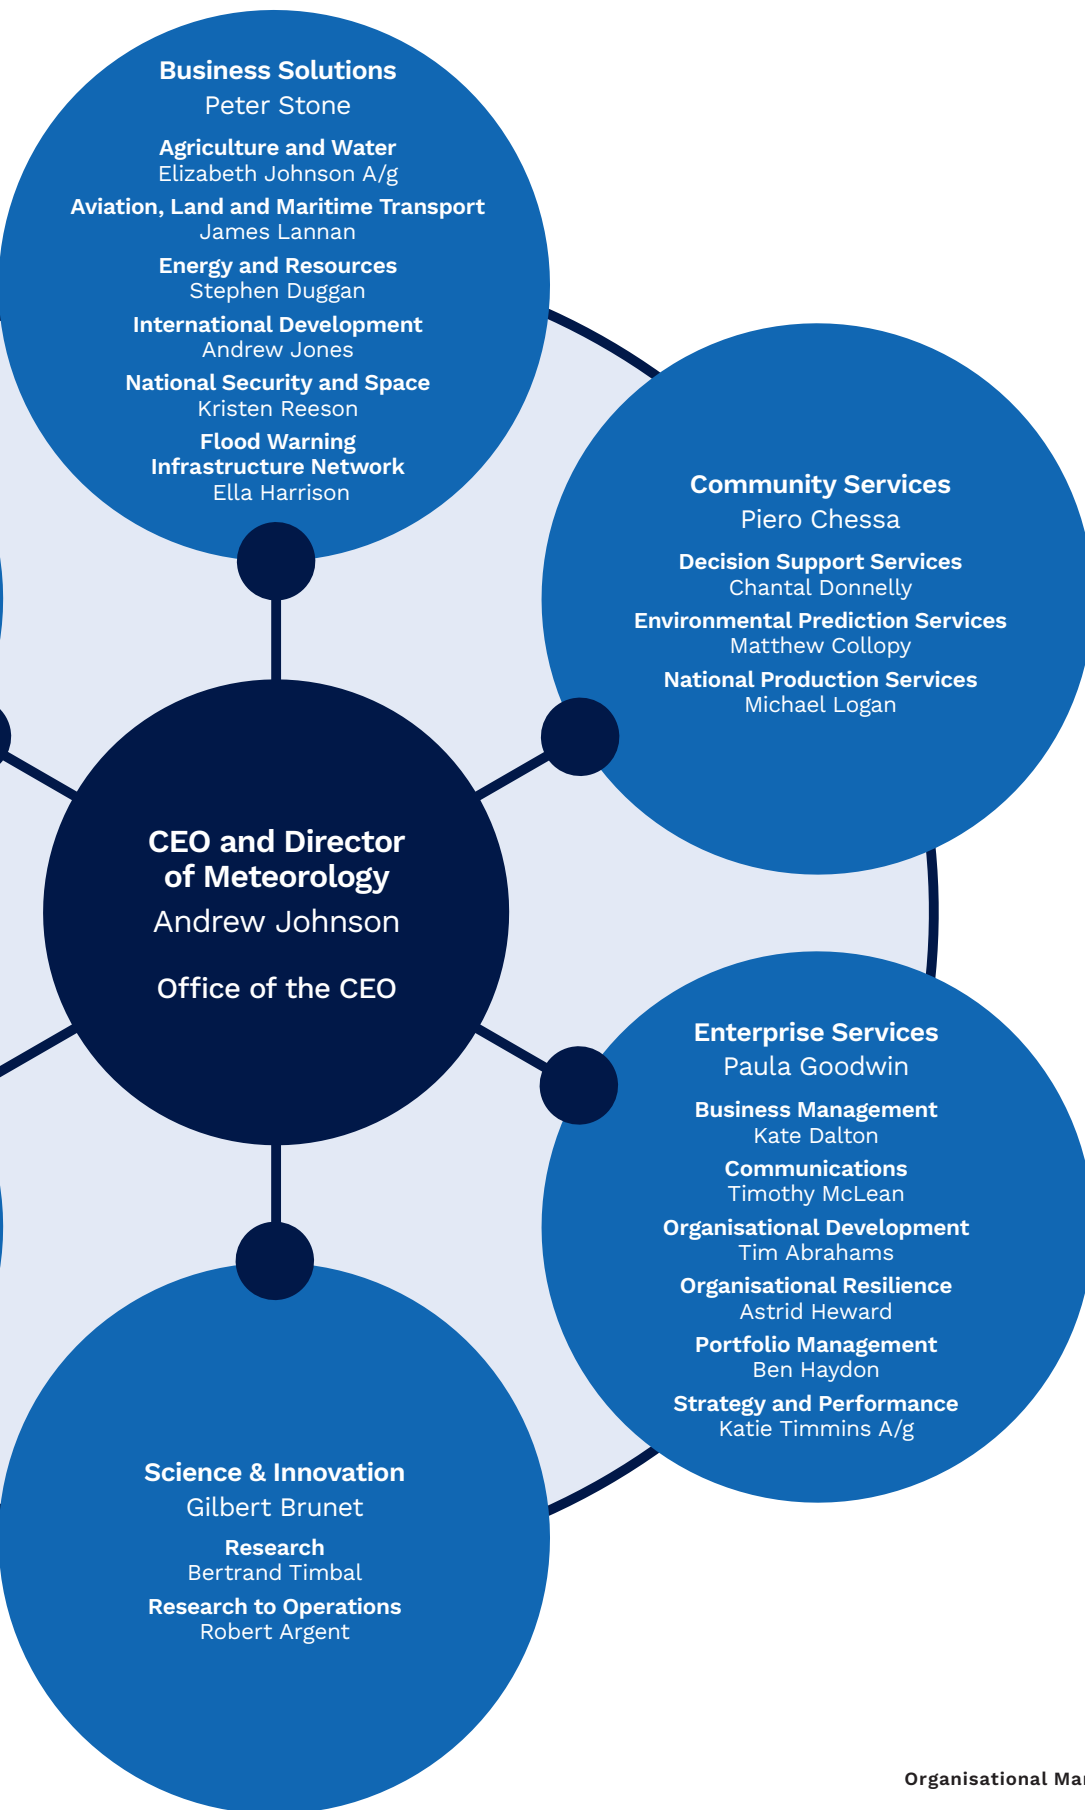 Business Solutions
Peter Stone
Agriculture and Water
Elizabeth Johnson A/g
Aviation, Land and Maritime Transport
James Lannan
Energy and Resources
Stephen Duggan
International Development
Andrew Jones
National Security and Space
Kristen Reeson
Flood Warning
Infrastructure Network
Ella Harrison
Community Services
Piero Chessa
Decision Support Services
Chantal Donnelly
Environmental Prediction Services
Matthew Collopy
National Production Services
Michael Logan
CEO and Director
of Meteorology
Andrew Johnson
Office of the CEO
Enterprise Services
Paula Goodwin
Business Management
Kate Dalton
Communications
Timothy McLean
Organisational Development
Tim Abrahams
Organisational Resilience
Astrid Heward
Portfolio Management
Ben Haydon
Strategy and Performance
Katie Timmins A/g
Science & Innovation
Gilbert Brunet
Research
Bertrand Timbal
Research to Operations
Robert Argent
Organisational